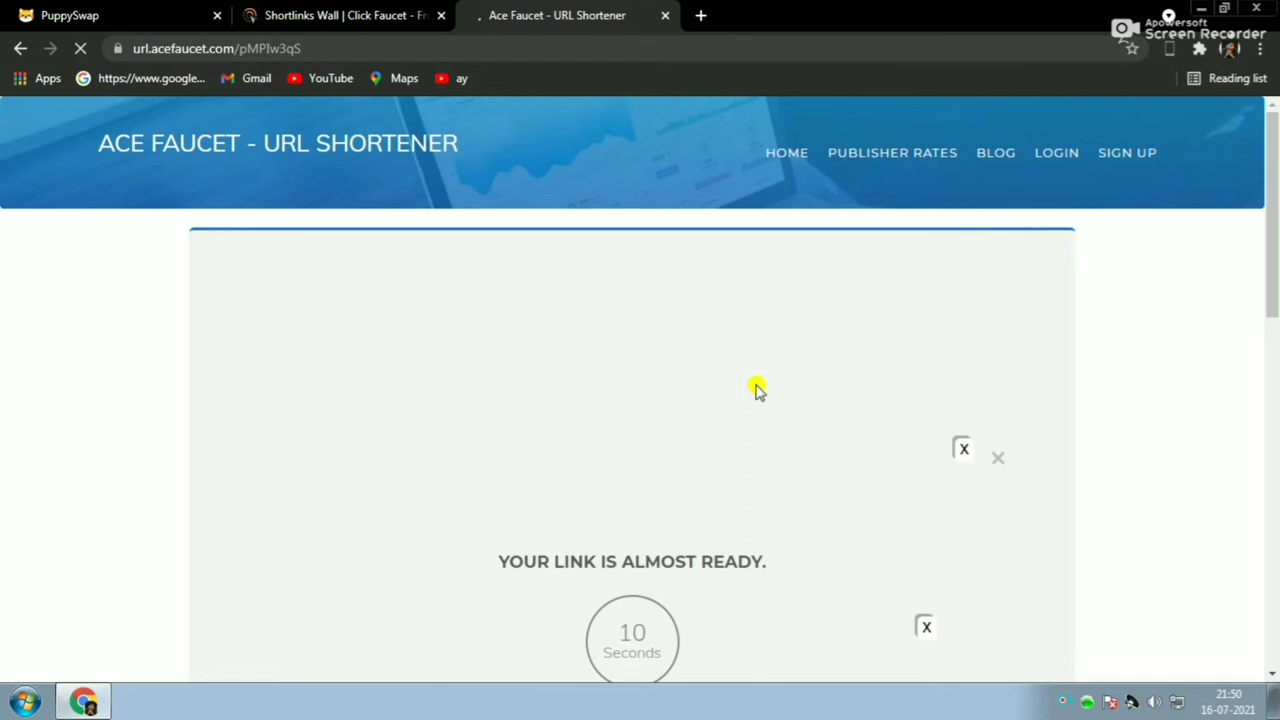 PuppySwap
Shortlinks Wall | Click Faucet - Fr
Ace Faucet - URL Shortener
Apowersoft
Screen Recorder
url.acefaucet.com/pMPIw3qS
Apps
https://www.google...
Gmail
YouTube
Maps
ay
Reading list
ACE FAUCET - URL SHORTENER
HOME
PUBLISHER RATES
BLOG
LOGIN
SIGN UP
X
YOUR LINK IS ALMOST READY.
10
Seconds
X
21:50
16-07-2021